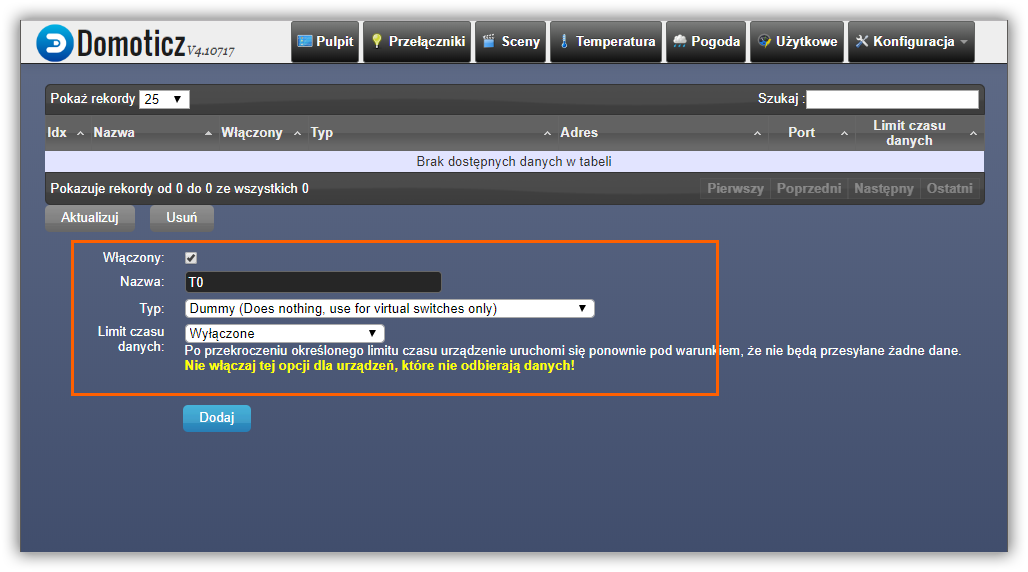 Domoticz V4.10717
Pulpit Przełączniki Sceny Temperatura Pogoda Użytkowe Konfiguracja
Pokaż rekordy 25 Szukaj :
Idx Nazwa Włączony Typ Adres Port Limit czasu danych
Brak dostępnych danych w tabeli
Pokazuje rekordy od 0 do 0 ze wszystkich 0 Pierwszy Poprzedni Następny Ostatni
Aktualizuj Usuń
Włączony:
Nazwa: T0
Typ: Dummy (Does nothing, use for virtual switches only)
Limit czasu danych: Wyłączone
Po przekroczeniu określonego limitu czasu urządzenie uruchomi się ponownie pod warunkiem, że nie będą przesyłane żadne dane.
Nie włączaj tej opcji dla urządzeń, które nie odbierają danych!
Dodaj